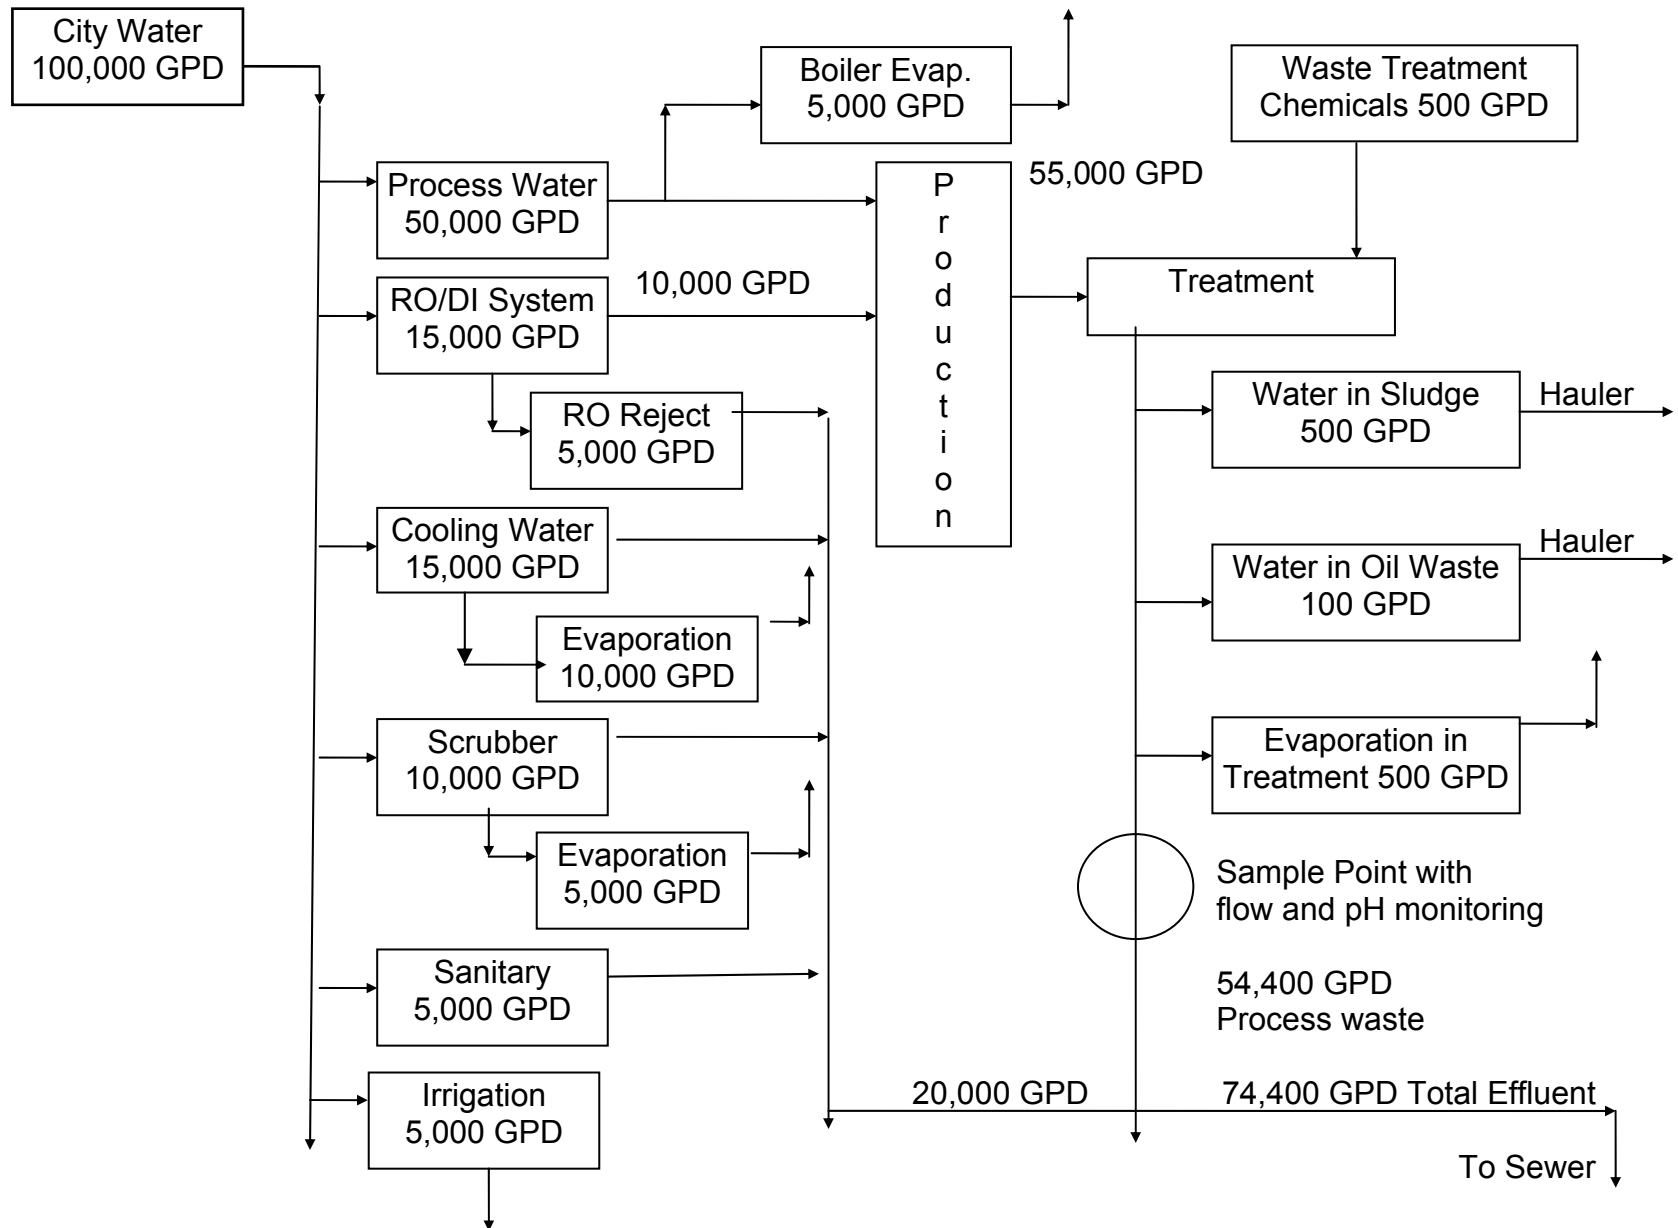 City Water
100,000 GPD
Boiler Evap.
5,000 GPD
Waste Treatment
Chemicals 500 GPD
Process Water
50,000 GPD
P
r
o
d
u
c
t
i
o
n
55,000 GPD
RO/DI System
15,000 GPD
10,000 GPD
Treatment
RO Reject
5,000 GPD
Water in Sludge
500 GPD
Hauler
Cooling Water
15,000 GPD
Water in Oil Waste
100 GPD
Hauler
Evaporation
10,000 GPD
Scrubber
10,000 GPD
Evaporation in
Treatment 500 GPD
Evaporation
5,000 GPD
Sample Point with
flow and pH monitoring
Sanitary
5,000 GPD
54,400 GPD
Process waste
Irrigation
5,000 GPD
20,000 GPD
74,400 GPD Total Effluent
To Sewer